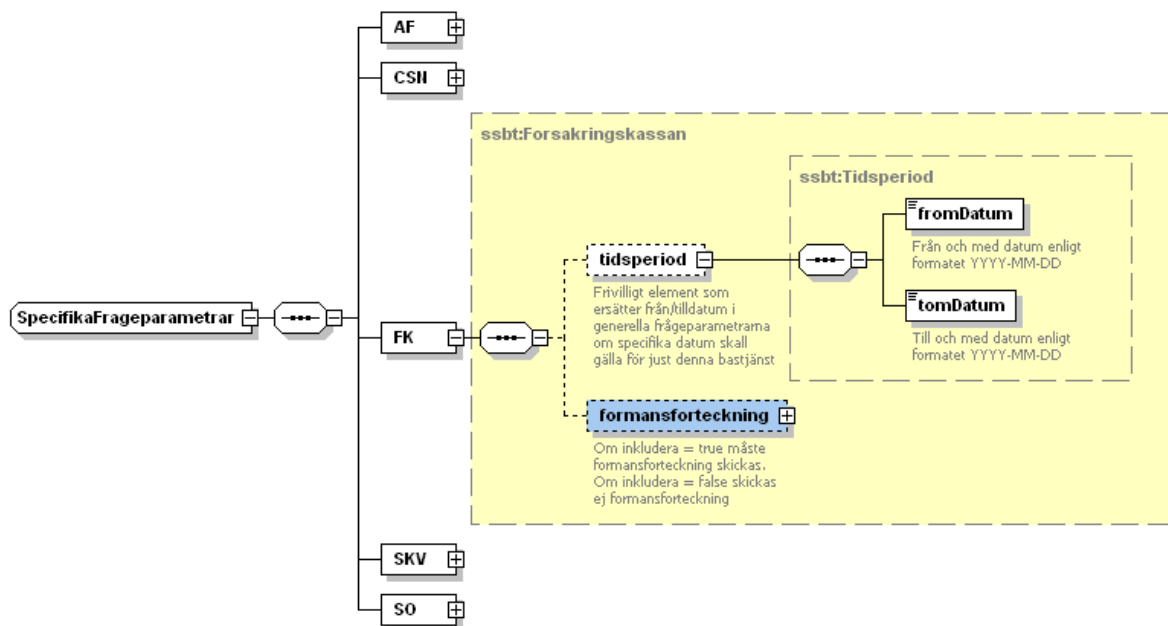 AF
CSN
ssbt:Forsakringskassan
ssbt:Tidsperiod
fromDatum
Från och med datum enligt
formatet YYYY-MM-DD
tidsperiod
Frivilligt element som
ersätter från/tilldatum i
generella frågeparametrarna
om specifika datum skall
gälla för just denna bastjänst
tomDatum
Till och med datum enligt
formatet YYYY-MM-DD
SpecifikaFrageparametrar
FK
formansforteckning
Om inkludera = true måste
formansforteckning skickas.
Om inkludera = false skickas
ej formansforteckning
SKV
SO